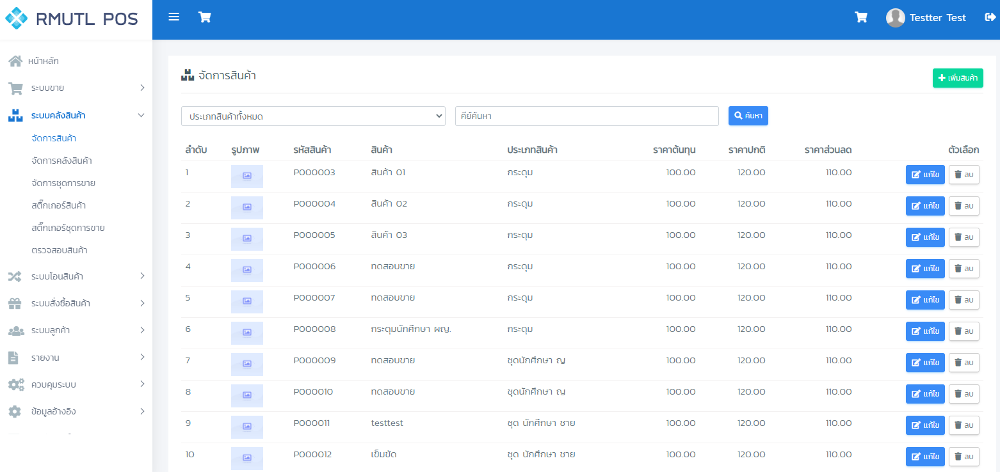 RMUTL POS
Testter Test
หน้าหลัก
ระบบขาย
ระบบคลังสินค้า
จัดการสินค้า
จัดการคลังสินค้า
จัดการชุดการขาย
สติ๊กเกอร์สินค้า
สติ๊กเกอร์ชุดการขาย
ตรวจสอบสินค้า
ระบบโอนสินค้า
ระบบสั่งซื้อสินค้า
ระบบลูกค้า
รายงาน
ควบคุมระบบ
ข้อมูลอ้างอิง
จัดการสินค้า
เพิ่มสินค้า
ประเภทสินค้าทั้งหมด คีย์ค้นหา ค้นหา
ลำดับ รูปภาพ รหัสสินค้า สินค้า ประเภทสินค้า ราคาต้นทุน ราคาปกติ ราคาส่วนลด ตัวเลือก
1 P000003 สินค้า 01 กระดุม 100.00 120.00 110.00 แก้ไข ลบ
2 P000004 สินค้า 02 กระดุม 100.00 120.00 110.00 แก้ไข ลบ
3 P000005 สินค้า 03 กระดุม 100.00 120.00 110.00 แก้ไข ลบ
4 P000006 ทดสอบขาย กระดุม 100.00 120.00 110.00 แก้ไข ลบ
5 P000007 ทดสอบขาย กระดุม 100.00 120.00 110.00 แก้ไข ลบ
6 P000008 กระดุมนักศึกษา ผญ. กระดุม 100.00 120.00 110.00 แก้ไข ลบ
7 P000009 ทดสอบขาย ชุดนักศึกษา ญ 100.00 120.00 110.00 แก้ไข ลบ
8 P000010 ทดสอบขาย ชุดนักศึกษา ญ 100.00 120.00 110.00 แก้ไข ลบ
9 P000011 testtest ชุด นักศึกษา ชาย 100.00 120.00 110.00 แก้ไข ลบ
10 P000012 เข็มขัด ชุด นักศึกษา ชาย 100.00 120.00 110.00 แก้ไข ลบ